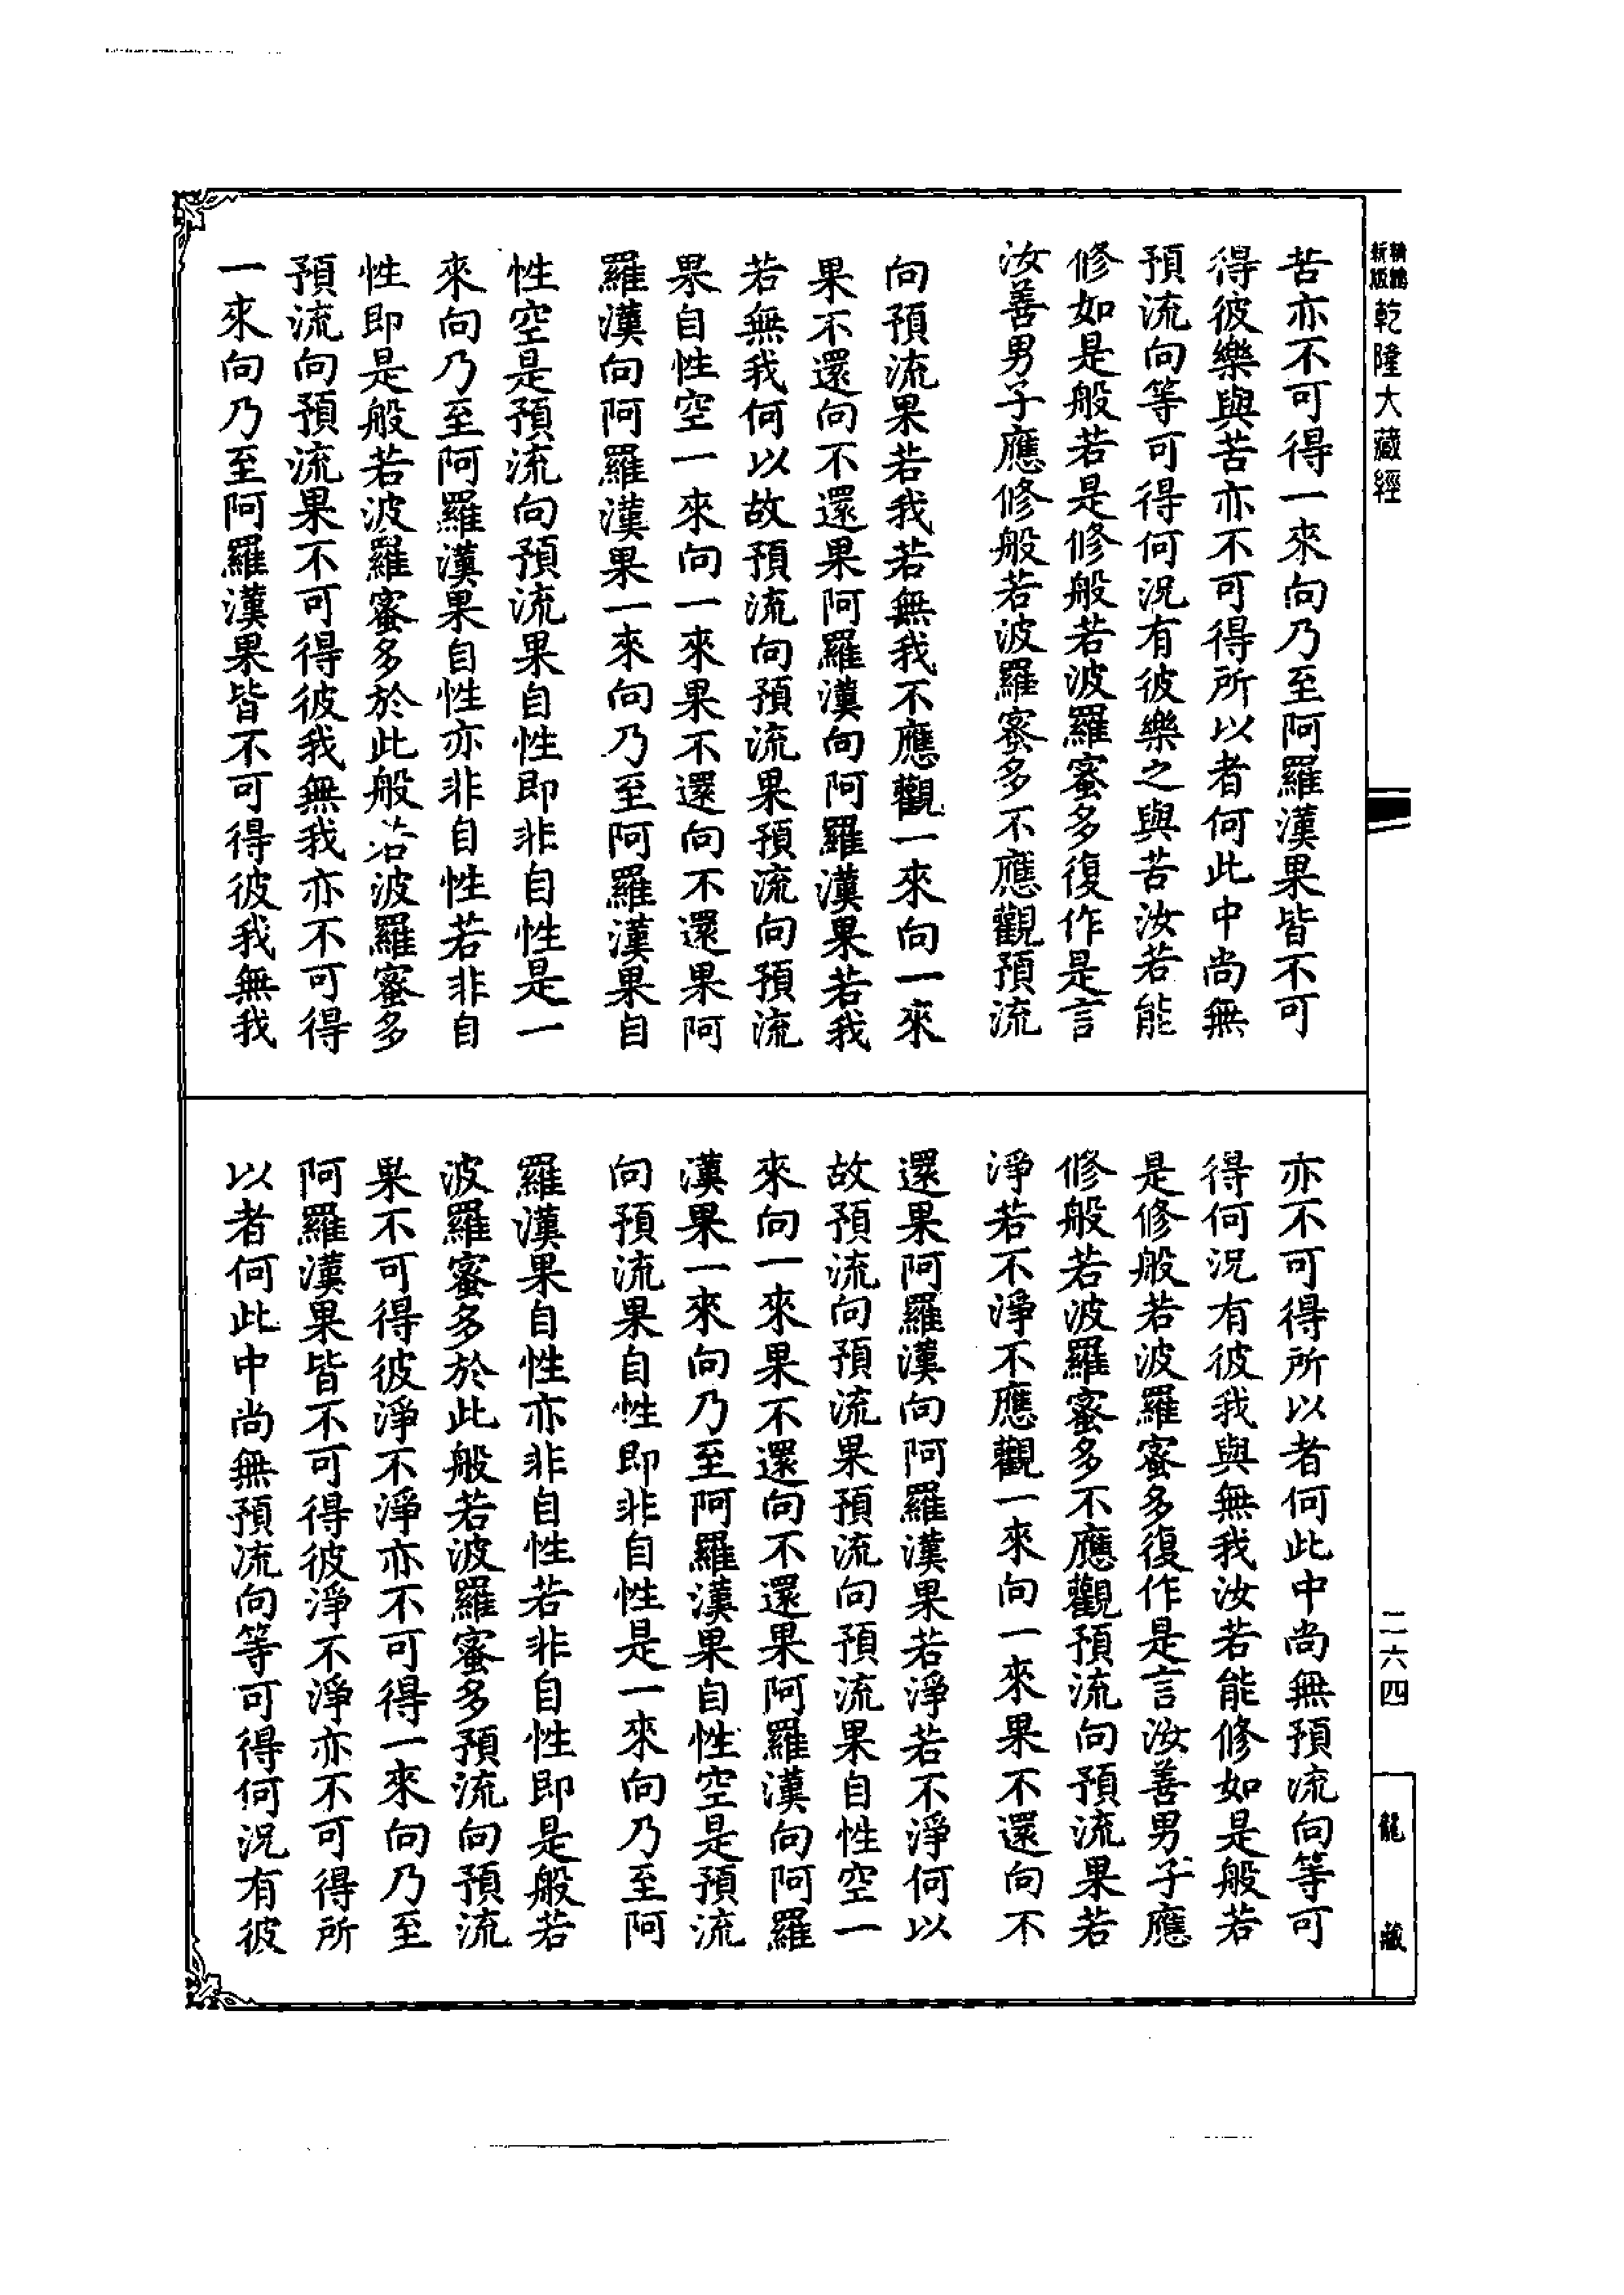 新版
精縮
乾隆大藏經
苦亦不可得一來向乃至阿羅漢果皆不可
得彼樂與苦亦不可得所以者何此中尚無
預流向等可得何況有彼樂之與苦汝若能
修如是般若是修般若波羅蜜多復作是言
汝善男子應修般若波羅蜜多不應觀預流
向預流果若我若無我不應觀一來向一來
果不還向不還果阿羅漢向阿羅漢果若我
若無我何以故預流向預流果預流向預流
果自性空一來向一來果不還向不還果阿
羅漢向阿羅漢果一來向乃至阿羅漢果自
性空是預流向預流果自性即非自性是一
來向乃至阿羅漢果自性亦非自性若非自
性即是般若波羅蜜多於此般若波羅蜜多
預流向預流果不可得彼我無我亦不可得
一來向乃至阿羅漢果皆不可得彼我無我
亦不可得所以者何此中尚無預流向等可
得何況有彼我與無我汝若能修如是般若
是修般若波羅蜜多復作是言汝善男子應
修般若波羅蜜多不應觀預流向預流果若
淨若不淨不應觀一來向一來果不還向不
還果阿羅漢向阿羅漢果若淨若不淨何以
故預流向預流果預流向預流果自性空一
來向一來果不還向不還果阿羅漢向阿羅
漢果一來向乃至阿羅漢果自性空是預流
向預流果自性即非自性是一來向乃至阿
羅漢果自性亦非自性若非自性即是般若
波羅蜜多於此般若波羅蜜多預流向預流
果不可得彼淨不淨亦不可得一來向乃至
阿羅漢果皆不可得彼淨不淨亦不可得所
以者何此中尚無預流向等可得何況有彼
二六四
龍藏